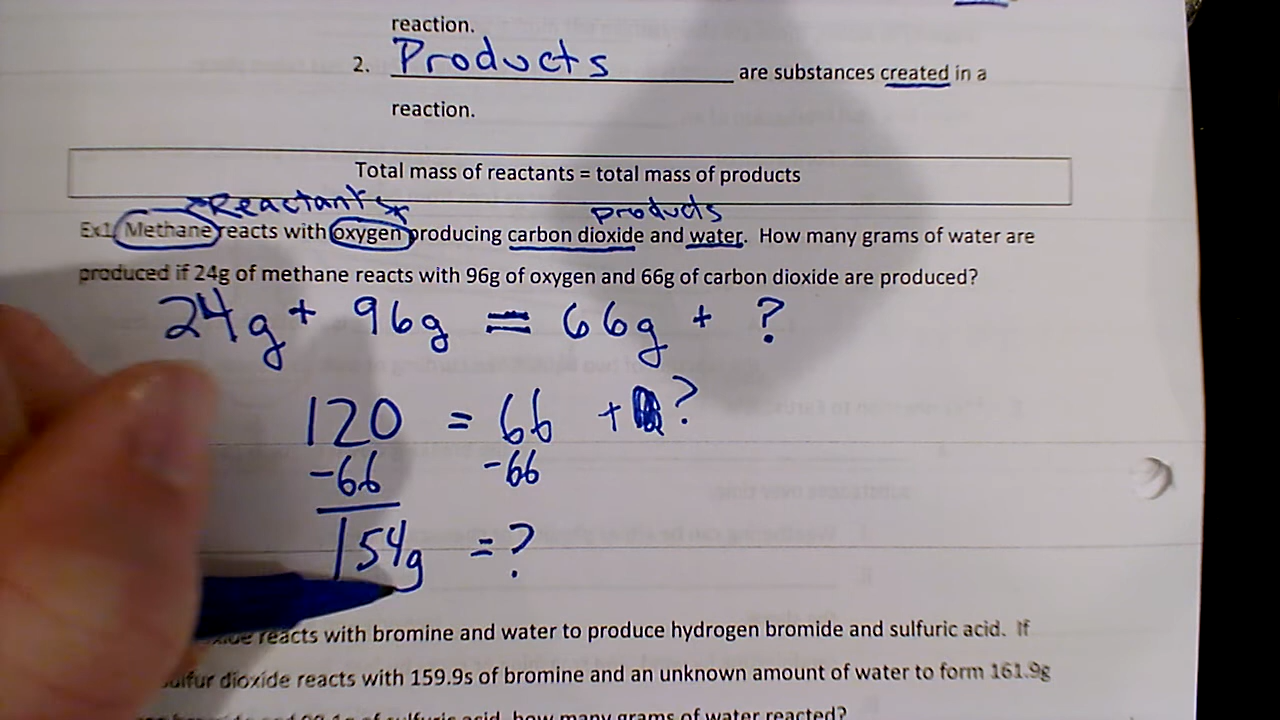 reaction.
2. Products are substances created in a
reaction.
Total mass of reactants = total mass of products
Reactants products
Ex1 Methane reacts with oxygen producing carbon dioxide and water. How many grams of water are
produced if 24g of methane reacts with 96g of oxygen and 66g of carbon dioxide are produced?
24g + 96g = 66g + ?
120 = 66 + ?
-66 -66
154g = ?
reacts with bromine and water to produce hydrogen bromide and sulfuric acid. If
dioxide reacts with 159.9s of bromine and an unknown amount of water to form 161.9g
of sulfuric acid, how many grams of water reacted?